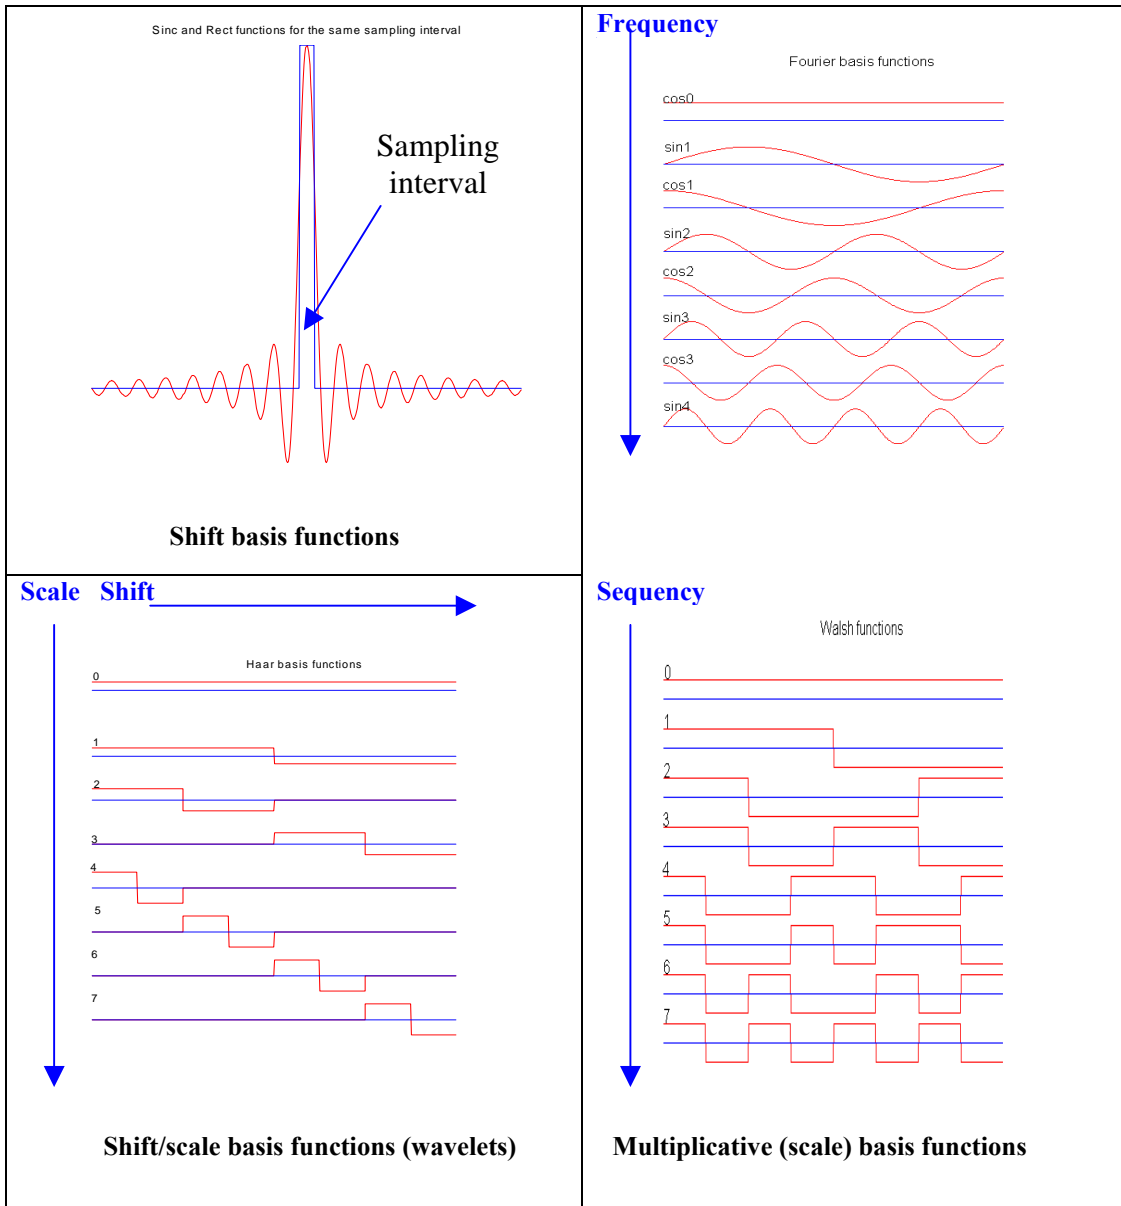 Sinc and Rect functions for the same sampling interval
Sampling
interval
Shift basis functions
Frequency
Fourier basis functions
cos0
sin1
cos1
sin2
cos2
sin3
cos3
sin4
Scale Shift
Haar basis functions
0
1
2
3
4
5
6
7
Shift/scale basis functions (wavelets)
Sequency
Walsh functions
0
1
2
3
4
5
6
7
Multiplicative (scale) basis functions